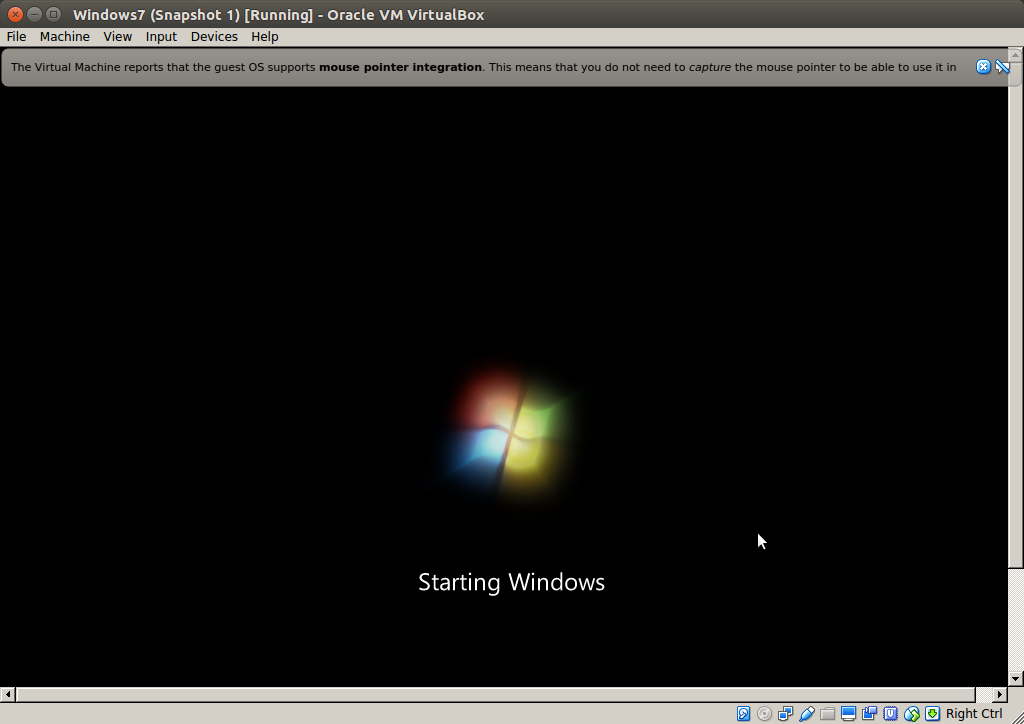 Windows7 (Snapshot 1) [Running] - Oracle VM VirtualBox
File Machine View Input Devices Help
The Virtual Machine reports that the guest OS supports mouse pointer integration. This means that you do not need to capture the mouse pointer to be able to use it in
Starting Windows
Right Ctrl